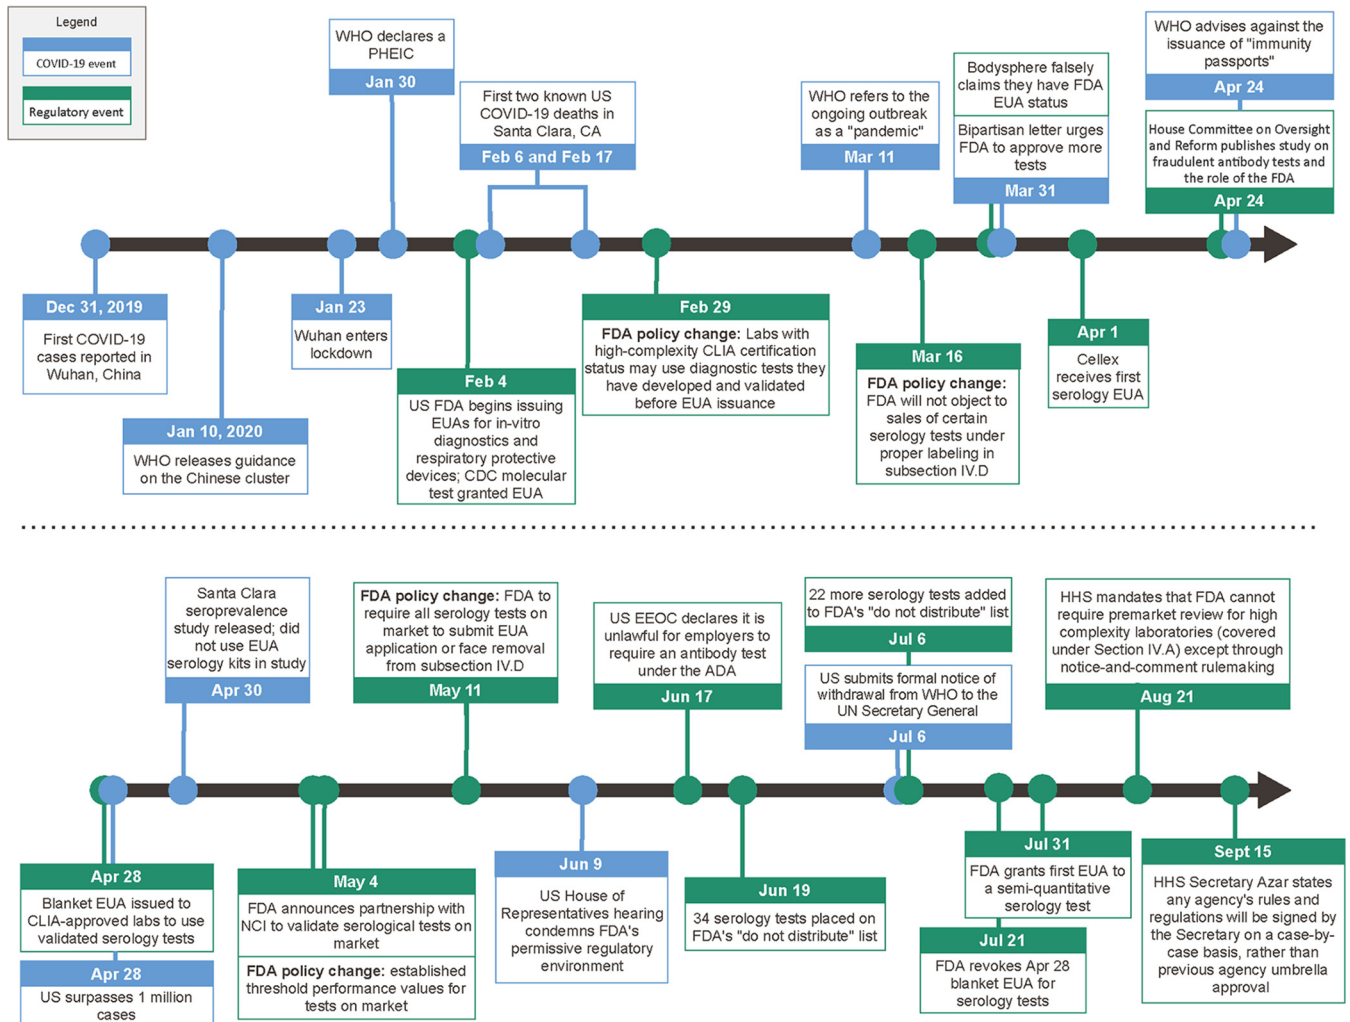 Legend
COVID-19 event
Regulatory event
WHO declares a
PHEIC
Jan 30
First two known US
COVID-19 deaths in
Santa Clara, CA
Feb 6 and Feb 17
WHO refers to the
ongoing outbreak
as a "pandemic"
Mar 11
Bodysphere falsely
claims they have FDA
EUA status
Bipartisan letter urges
FDA to approve more
tests
Mar 31
WHO advises against the
issuance of "immunity
passports"
Apr 24
House Committee on Oversight
and Reform publishes study on
fraudulent antibody tests and
the role of the FDA
Apr 24
Dec 31, 2019
First COVID-19
cases reported in
Wuhan, China
Jan 10, 2020
WHO releases guidance
on the Chinese cluster
Jan 23
Wuhan enters
lockdown
Feb 4
US FDA begins issuing
EUAs for in-vitro
diagnostics and
respiratory protective
devices; CDC molecular
test granted EUA
Feb 29
FDA policy change: Labs with
high-complexity CLIA certification
status may use diagnostic tests they
have developed and validated
before EUA issuance
Mar 16
FDA policy change:
FDA will not object to
sales of certain
serology tests under
proper labeling in
subsection IV.D
Apr 1
Cellex
receives first
serology EUA
Santa Clara
seroprevalence
study released; did
not use EUA
serology kits in study
Apr 30
FDA policy change: FDA to
require all serology tests on
market to submit EUA
application or face removal
from subsection IV.D
May 11
US EEOC declares it is
unlawful for employers to
require an antibody test
under the ADA
Jun 17
22 more serology tests added
to FDA's "do not distribute" list
Jul 6
US submits formal notice of
withdrawal from WHO to the
UN Secretary General
Jul 6
HHS mandates that FDA cannot
require premarket review for high
complexity laboratories (covered
under Section IV.A) except through
notice-and-comment rulemaking
Aug 21
Apr 28
Blanket EUA issued to
CLIA-approved labs to use
validated serology tests
Apr 28
US surpasses 1 million
cases
May 4
FDA announces partnership with
NCI to validate serological tests on
market
FDA policy change: established
threshold performance values for
tests on market
Jun 9
US House of
Representatives hearing
condemns FDA's
permissive regulatory
environment
Jun 19
34 serology tests placed on
FDA's "do not distribute" list
Jul 31
FDA grants first EUA to
a semi-quantitative
serology test
Jul 21
FDA revokes Apr 28
blanket EUA for
serology tests
Sept 15
HHS Secretary Azar states
any agency's rules and
regulations will be signed by
the Secretary on a case-by-
case basis, rather than
previous agency umbrella
approval